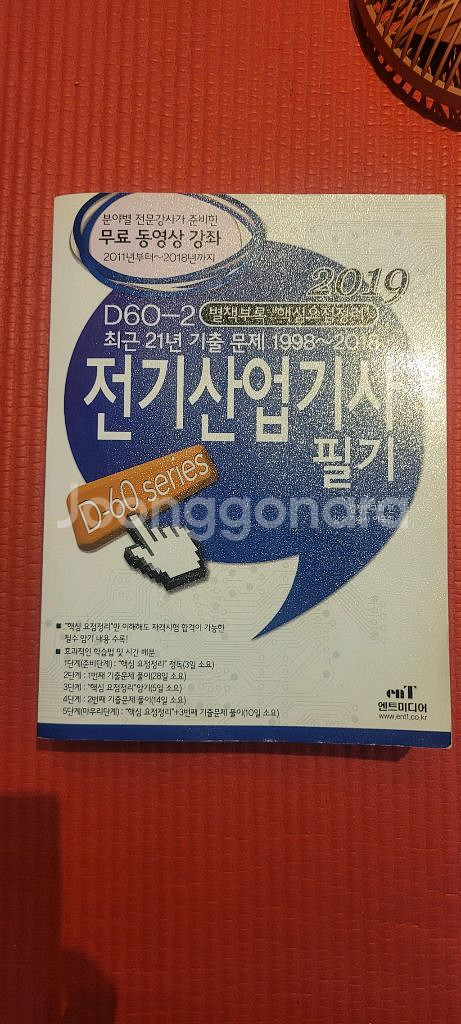 분야별 전문강사가 준비한
무료 동영상 강좌
2011년부터~2018년까지
2019
D60-2 별책부록 "핵심요점정리"
최근 21년 기출 문제 1998~2018
전기산업기사
필기
D-60 series
Joonggonara
■ "핵심 요점정리"만 이해해도 자격시험 합격이 가능한
필수 암기 내용 수록!
■ 효과적인 학습법 및 시간 배분
1단계(준비단계) : "핵심 요점정리" 정독(3일 소요)
2단계 : 1번째 기출문제 풀이(28일 소요)
3단계 : "핵심 요점정리"암기(5일 소요)
4단계 : 2번째 기출문제 풀이(14일 소요)
5단계(마무리단계) : "핵심 요점정리"+3번째 기출문제 풀이(10일 소요)
enT
엔트미디어
www.ent1.co.kr